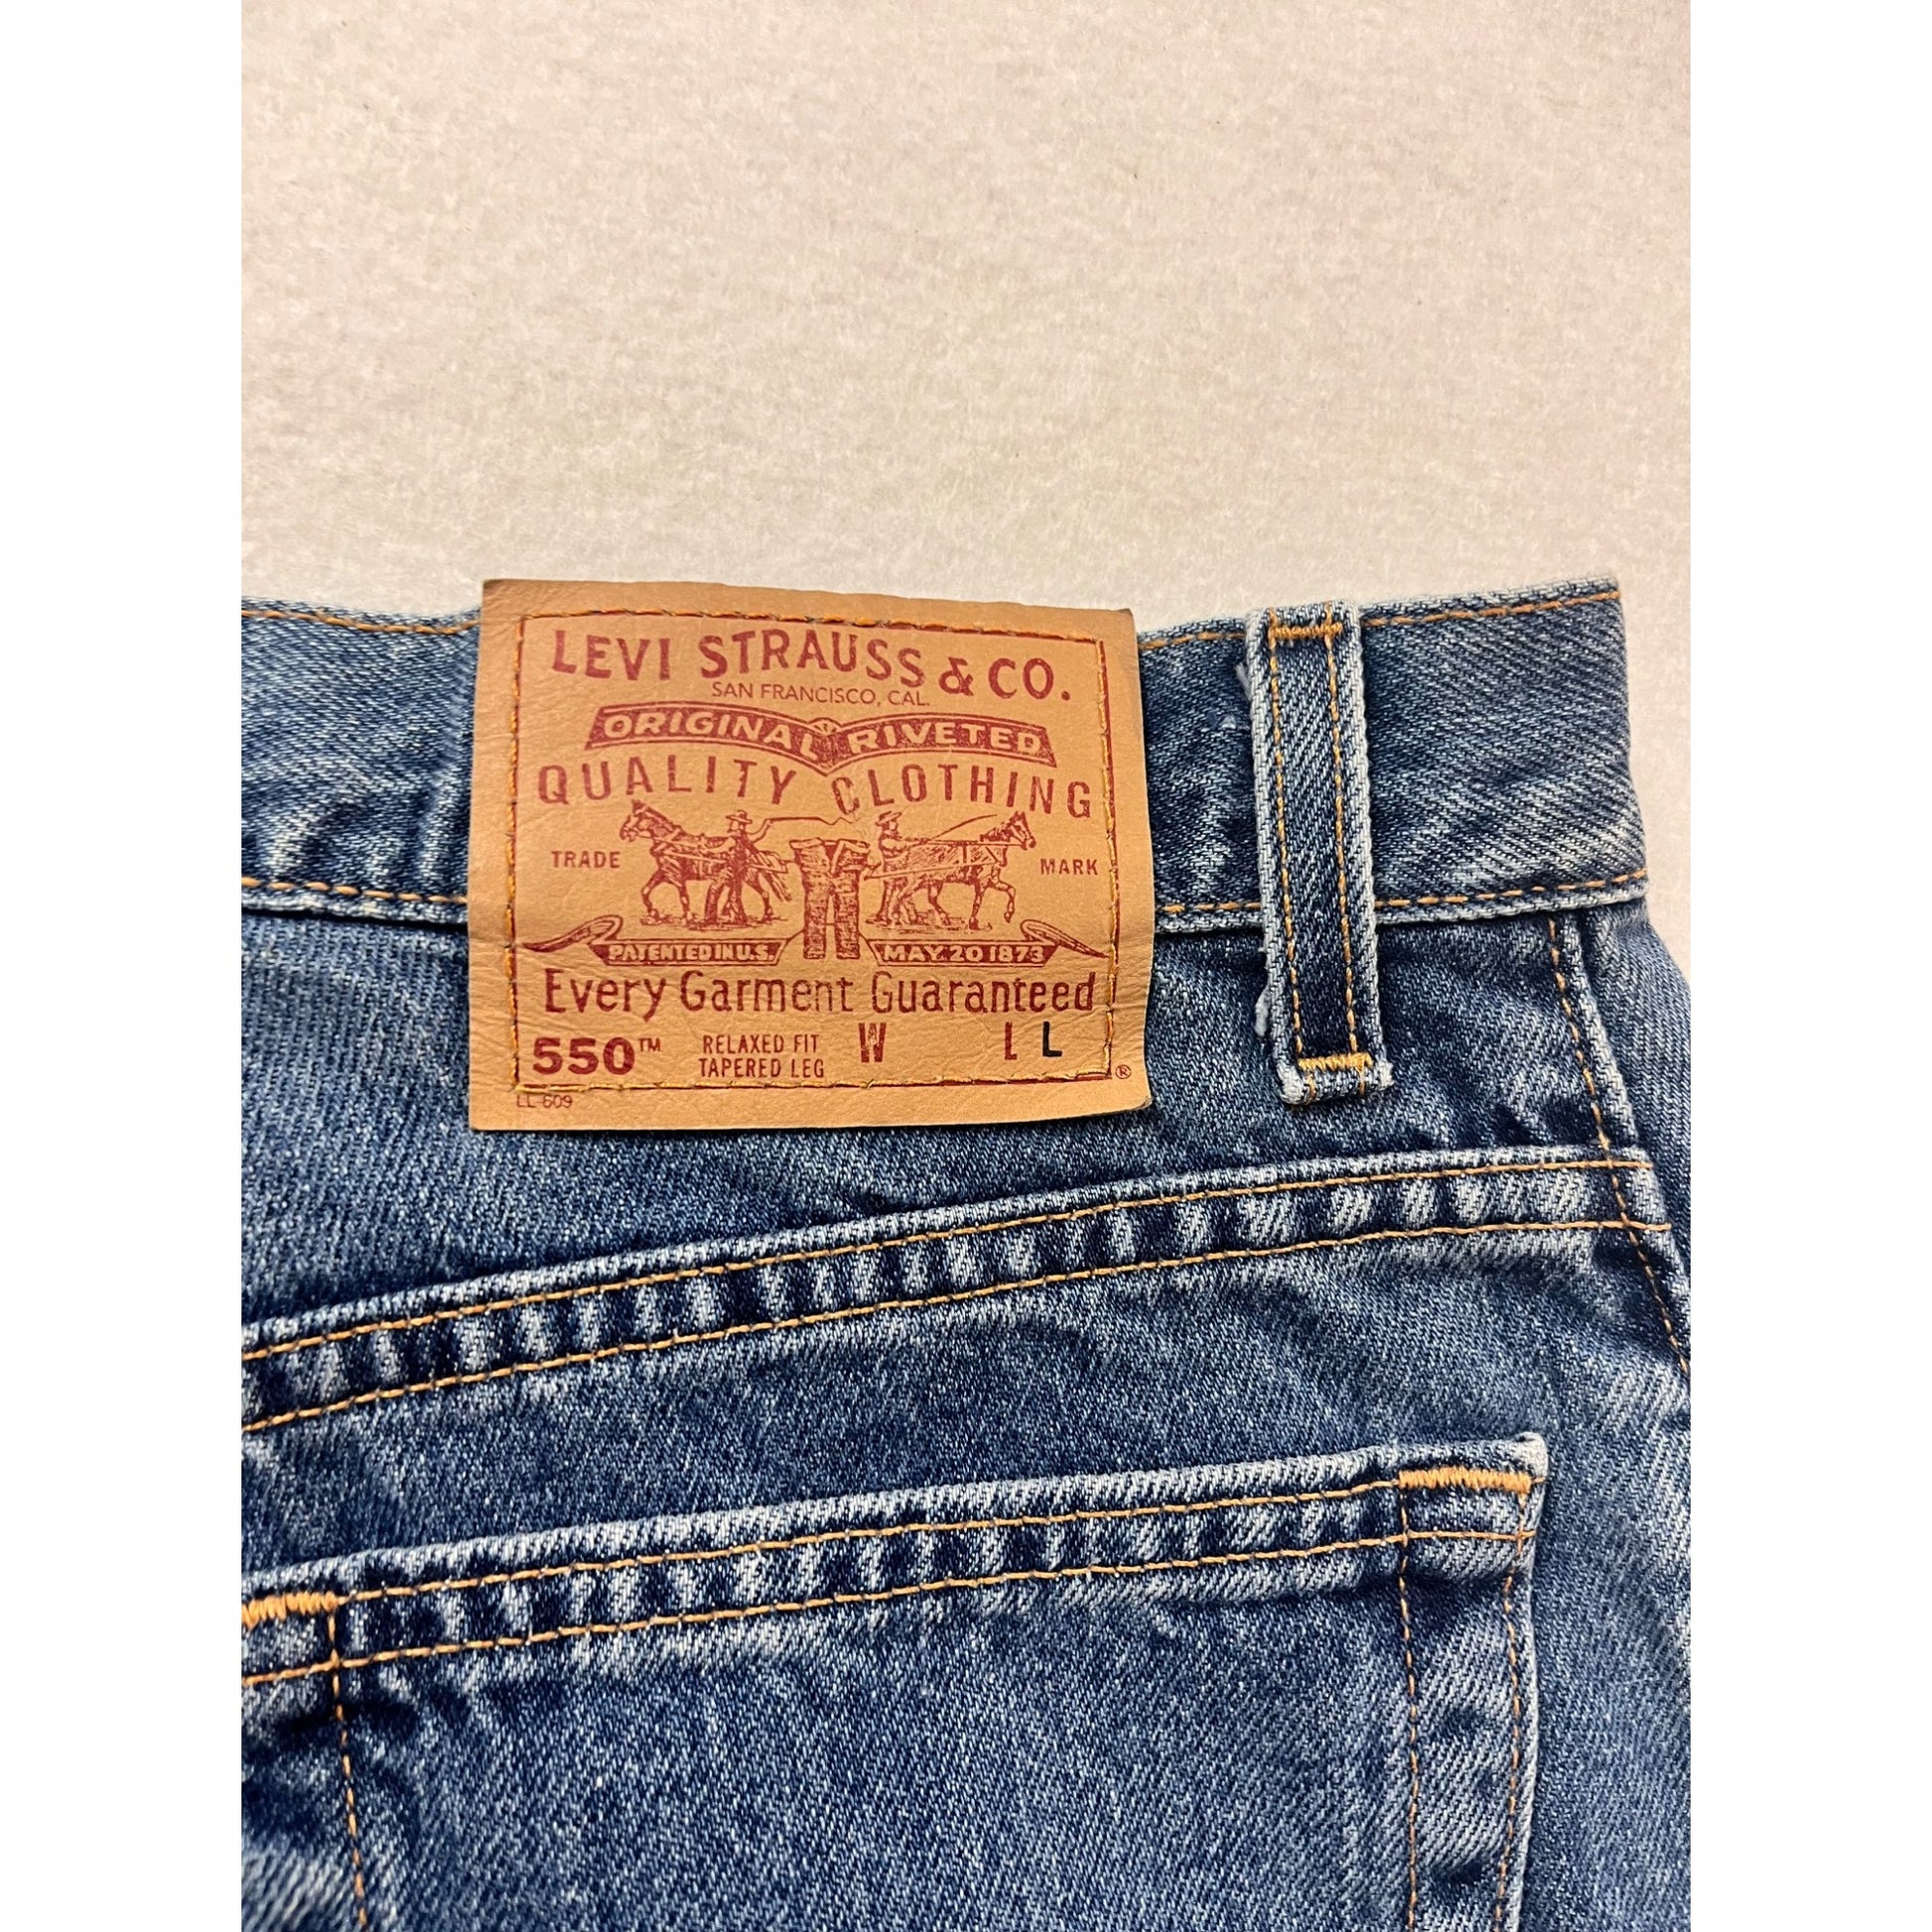 LEVI STRAUSS & CO.
SAN FRANCISCO, CAL.
ORIGINAL RIVETED
QUALITY CLOTHING
TRADE MARK
PATENTED IN U.S. MAY 20 1873
Every Garment Guaranteed
550™ RELAXED FIT W L L
TAPERED LEG ®
LL-609